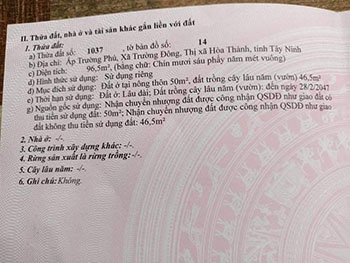 II. Thửa đất, nhà ở và tài sản khác gắn liền với đất
1. Thửa đất:
a) Thửa đất số: 1037, tờ bản đồ số: 14
b) Địa chỉ: Ấp Trường Phú, Xã Trường Đông, Thị xã Hòa Thành, tỉnh Tây Ninh
c) Diện tích: 96,5m², (bằng chữ: Chín mươi sáu phẩy năm mét vuông)
d) Hình thức sử dụng: Sử dụng riêng
đ) Mục đích sử dụng: Đất ở tại nông thôn 50m², đất trồng cây lâu năm (vườn) 46,5m²
e) Thời hạn sử dụng: Đất ở: Lâu dài; Đất trồng cây lâu năm (vườn): đến ngày 28/2/2047
g) Nguồn gốc sử dụng: Nhận chuyển nhượng đất được công nhận QSDĐ như giao đất có
thu tiền sử dụng đất: 50m²; Nhận chuyển nhượng đất được công nhận QSDĐ như giao
đất không thu tiền sử dụng đất: 46,5m²
2. Nhà ở: -/-.
3. Công trình xây dựng khác: -/-.
4. Rừng sản xuất là rừng trồng:-/-.
5. Cây lâu năm: -/-.
6. Ghi chú:Không.